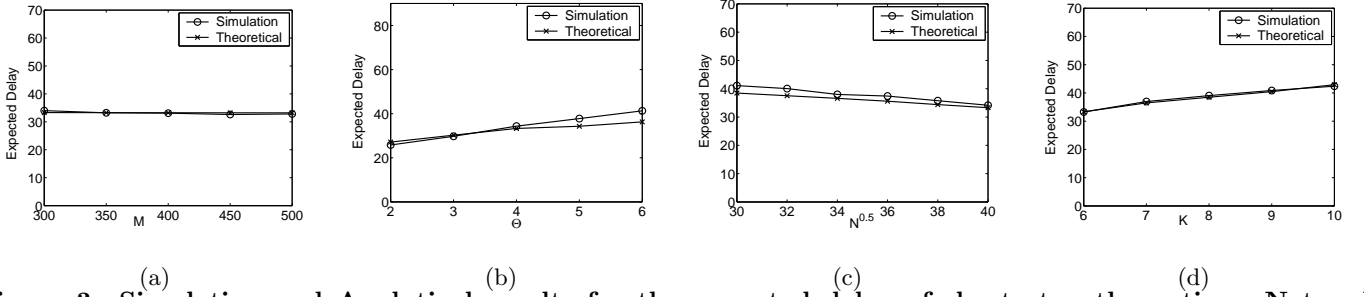 70
60
50
40
30
20
10
0
Expected Delay
300 350 400 450 500
M
Simulation
Theoretical
80
60
40
20
0
Expected Delay
2 3 4 5 6
Θ
Simulation
Theoretical
70
60
50
40
30
20
10
0
Expected Delay
30 32 34 36 38 40
N^0.5
Simulation
Theoretical
70
60
50
40
30
20
10
0
Expected Delay
6 7 8 9 10
K
Simulation
Theoretical
(a) (b) (c) (d)